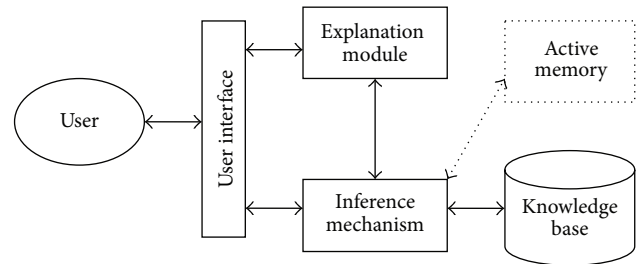 User
User interface
Explanation
module
Inference
mechanism
Active
memory
Knowledge
base